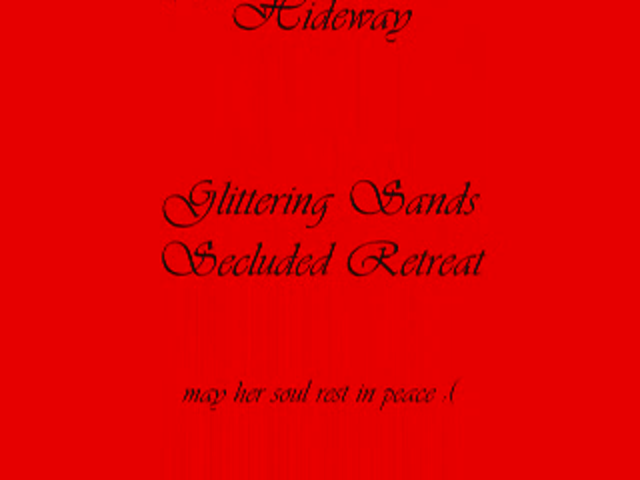 Hideway
Glittering Sands
Secluded Retreat
may her soul rest in peace :(